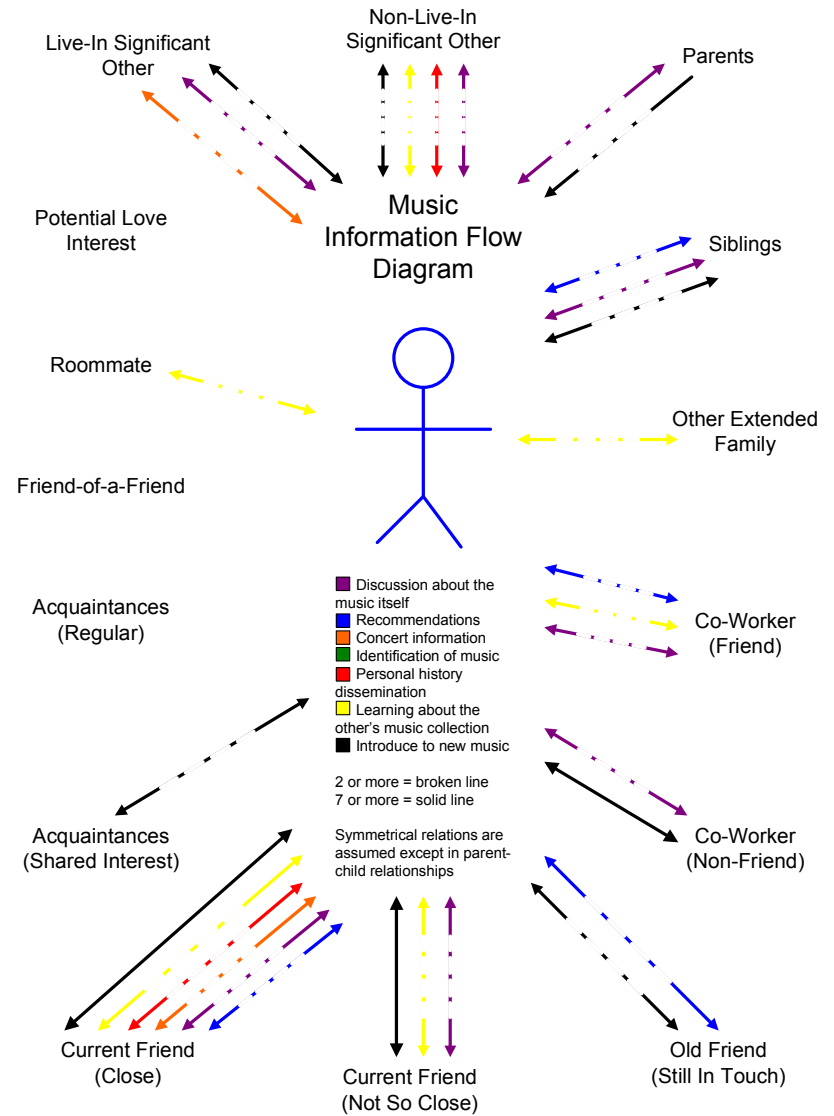 Non-Live-In
Significant Other
Live-In Significant
Other
Parents
Potential Love
Interest
Music
Information Flow
Diagram
Siblings
Roommate
Other Extended
Family
Friend-of-a-Friend
Acquaintances
(Regular)
Discussion about the
music itself
Recommendations
Concert information
Identification of music
Personal history
dissemination
Learning about the
other's music collection
Introduce to new music
2 or more = broken line
7 or more = solid line
Symmetrical relations are
assumed except in parent-
child relationships
Co-Worker
(Friend)
Acquaintances
(Shared Interest)
Co-Worker
(Non-Friend)
Current Friend
(Close)
Current Friend
(Not So Close)
Old Friend
(Still In Touch)